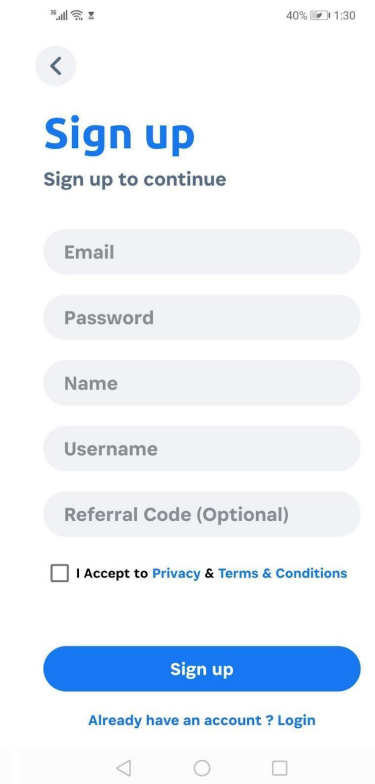 3G 40% 1:30
Sign up
Sign up to continue
Email
Password
Name
Username
Referral Code (Optional)
I Accept to Privacy & Terms & Conditions
Sign up
Already have an account ? Login